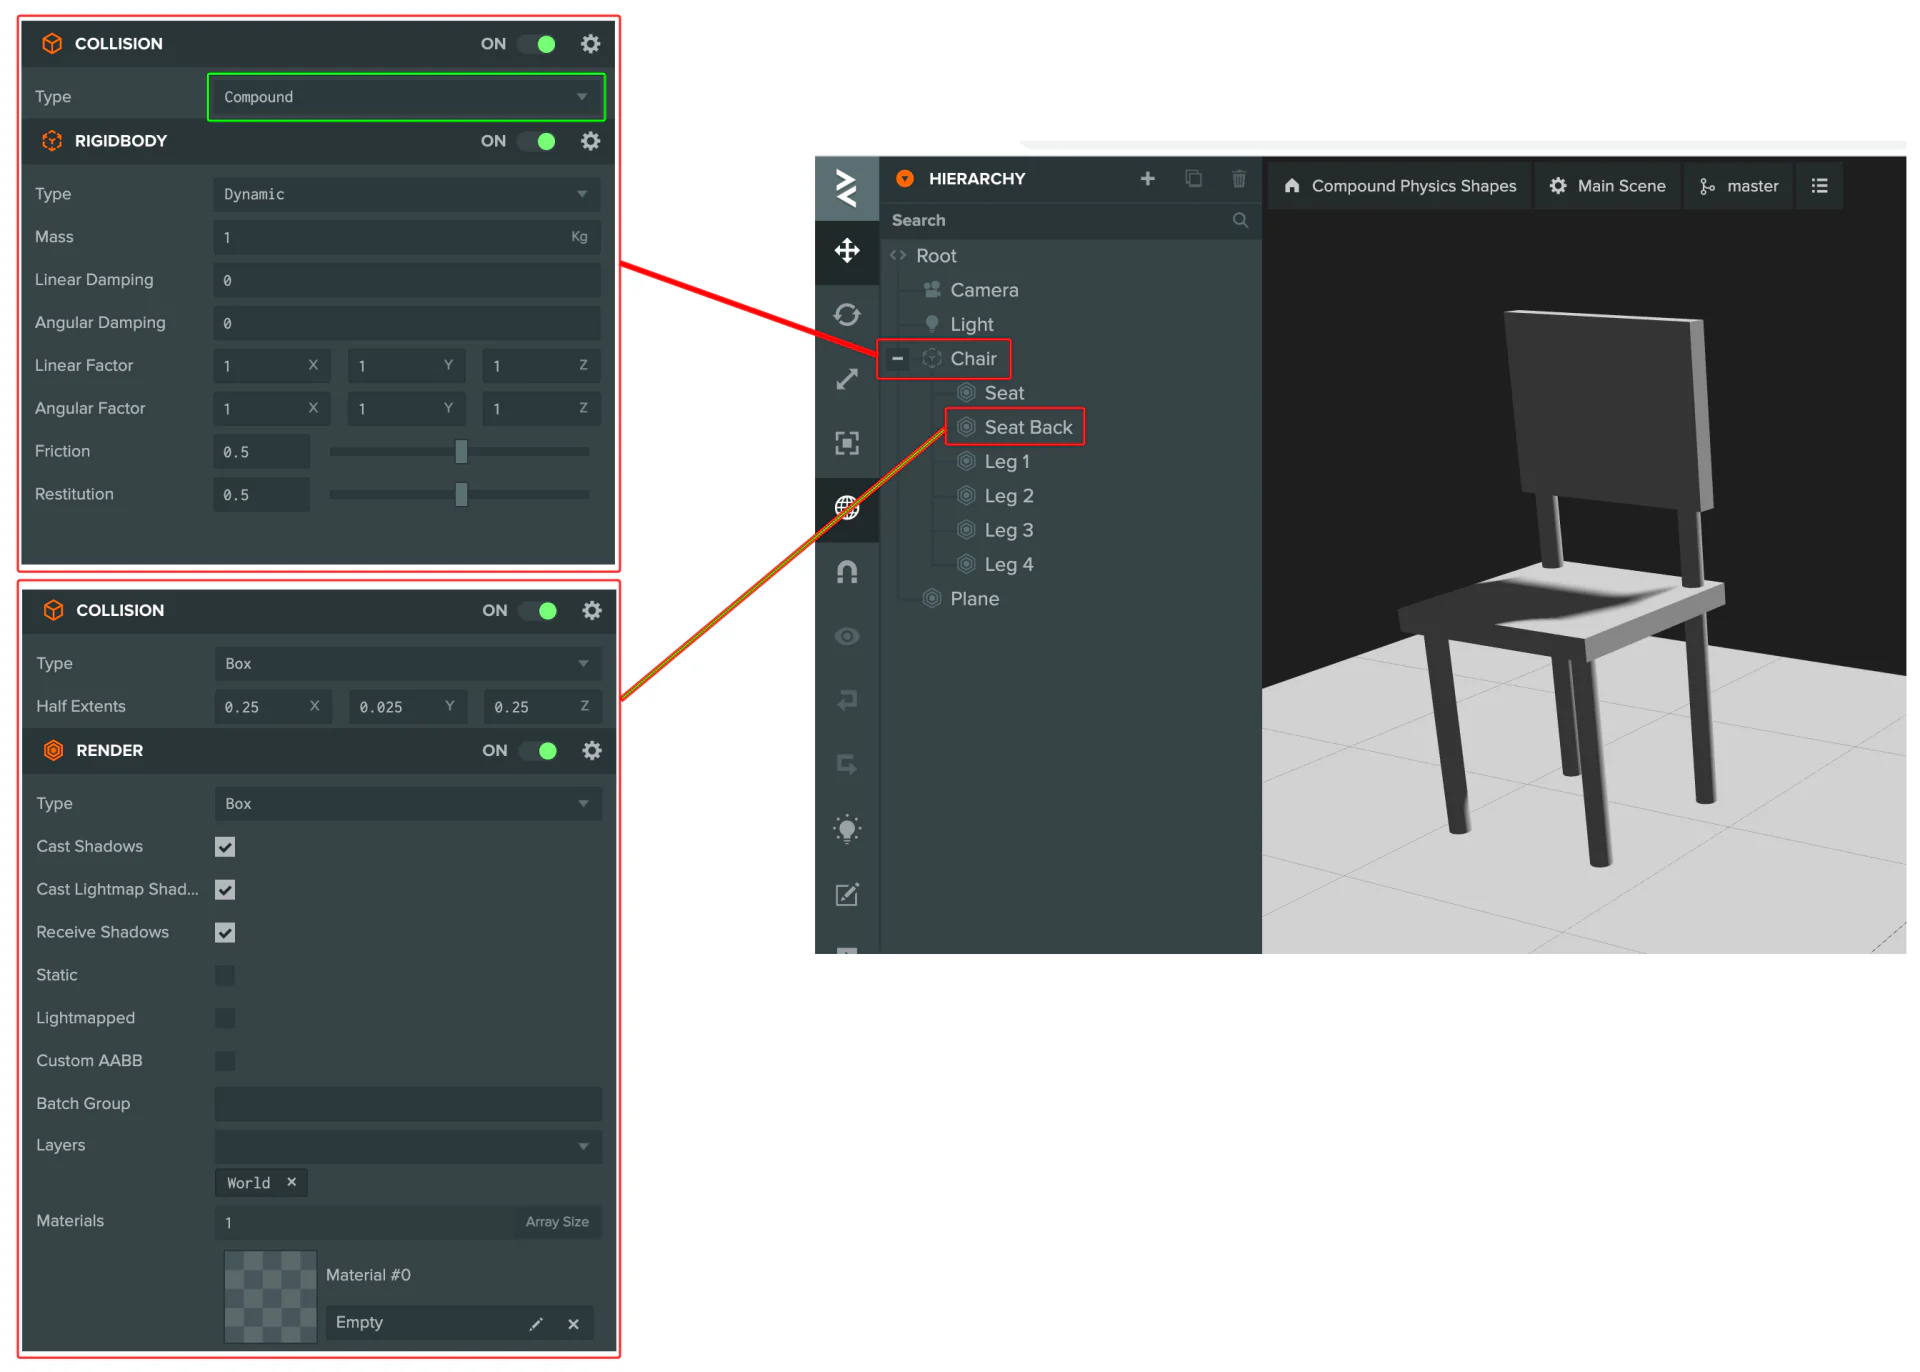 COLLISION ON
Type Compound
RIGIDBODY ON
Type Dynamic
Mass 1 Kg
Linear Damping 0
Angular Damping 0
Linear Factor 1 X 1 Y 1 Z
Angular Factor 1 X 1 Y 1 Z
Friction 0.5
Restitution 0.5
COLLISION ON
Type Box
Half Extents 0.25 X 0.025 Y 0.25 Z
RENDER ON
Type Box
Cast Shadows
Cast Lightmap Shad...
Receive Shadows
Static
Lightmapped
Custom AABB
Batch Group
Layers
World ×
Materials 1 Array Size
Material #0
Empty
HIERARCHY
Search
Root
Camera
Light
Chair
Seat
Seat Back
Leg 1
Leg 2
Leg 3
Leg 4
Plane
Compound Physics Shapes Main Scene master